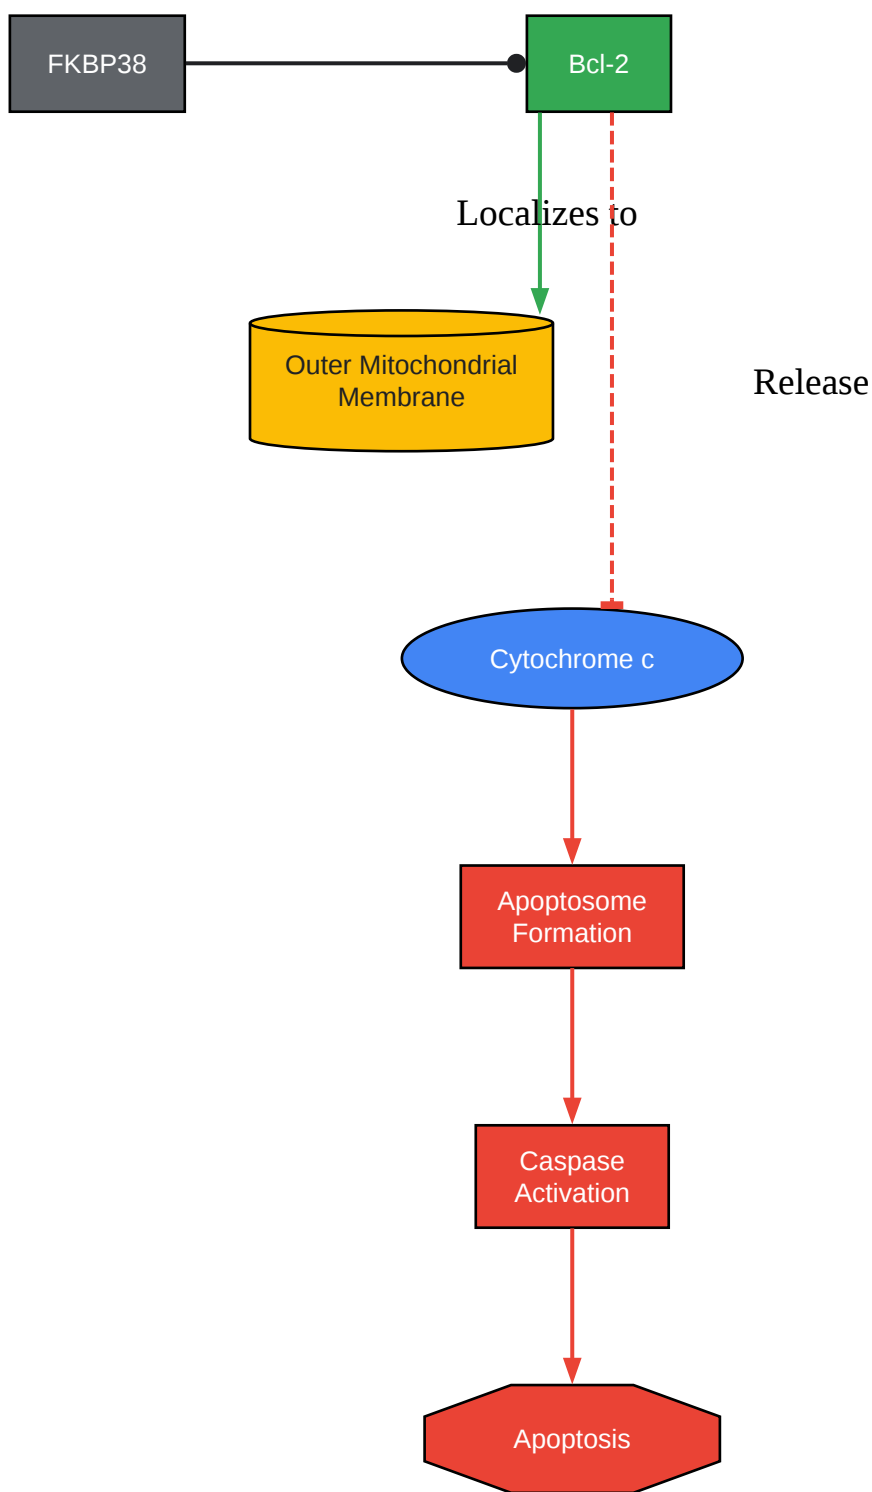 FKBP38
Bcl-2
Localizes to
Outer Mitochondrial
Membrane
Release
Cytochrome c
Apoptosome
Formation
Caspase
Activation
Apoptosis